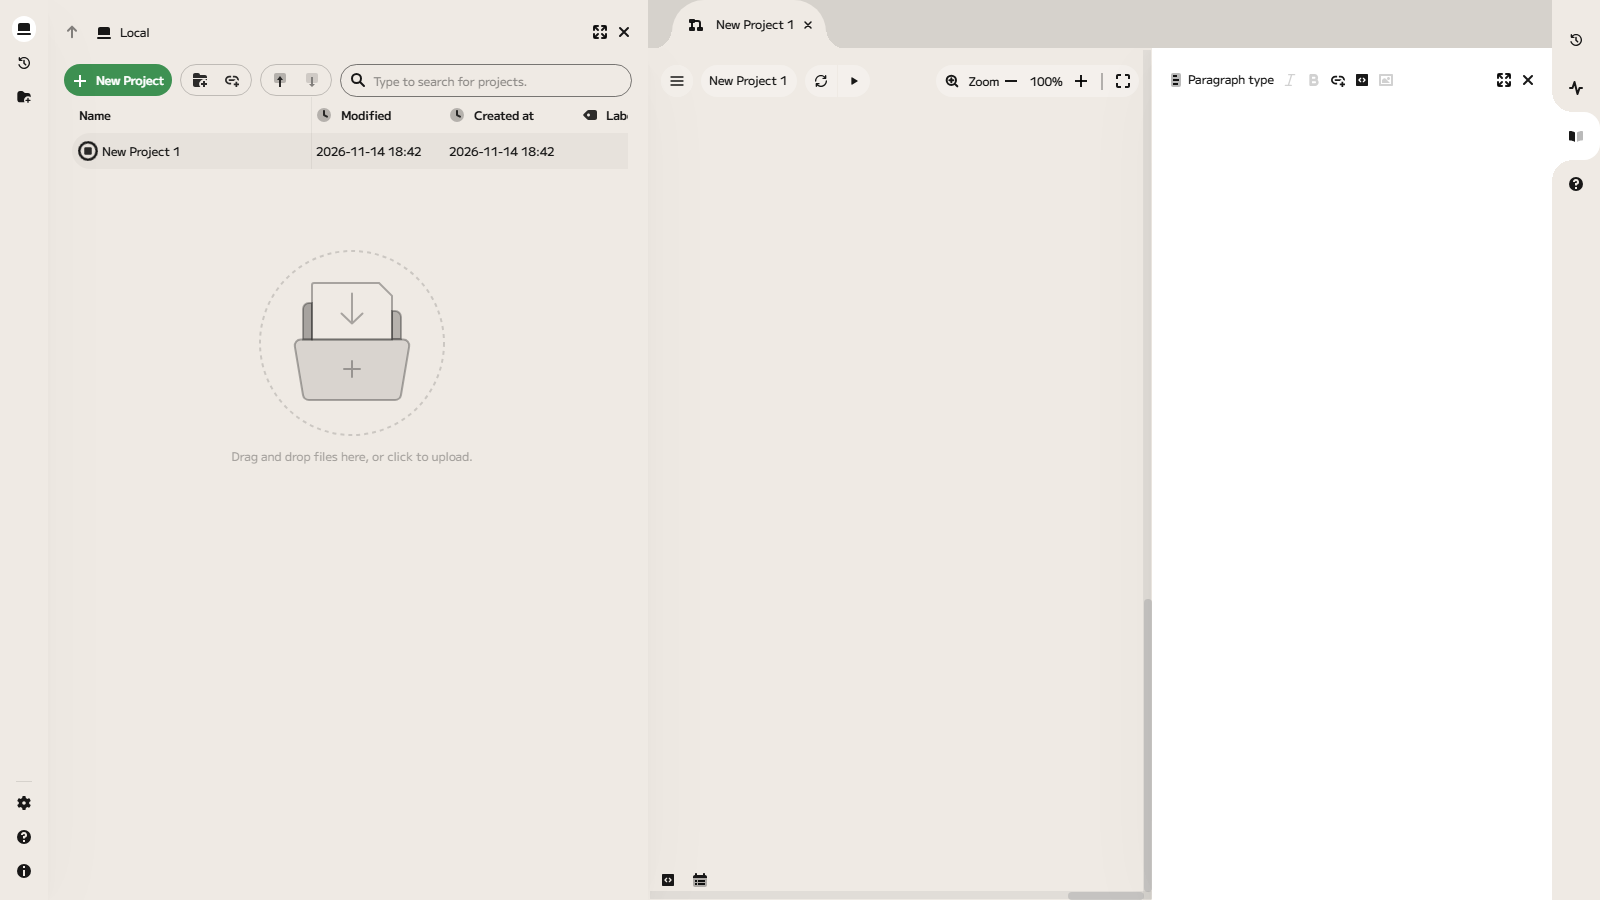 Local
New Project
Type to search for projects.
Name
Modified
Created at
New Project 1
2026-11-14 18:42
2026-11-14 18:42
Drag and drop files here, or click to upload.
New Project 1
New Project 1
Zoom
100%
Paragraph type